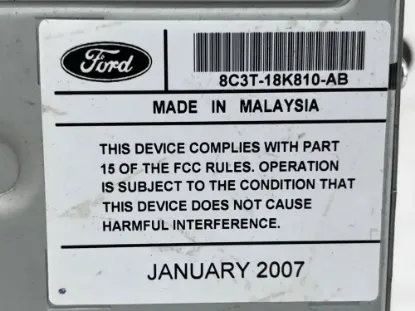 Ford
8C3T-18K810-AB
MADE IN MALAYSIA
THIS DEVICE COMPLIES WITH PART
15 OF THE FCC RULES. OPERATION
IS SUBJECT TO THE CONDITION THAT
THIS DEVICE DOES NOT CAUSE
HARMFUL INTERFERENCE.
JANUARY 2007